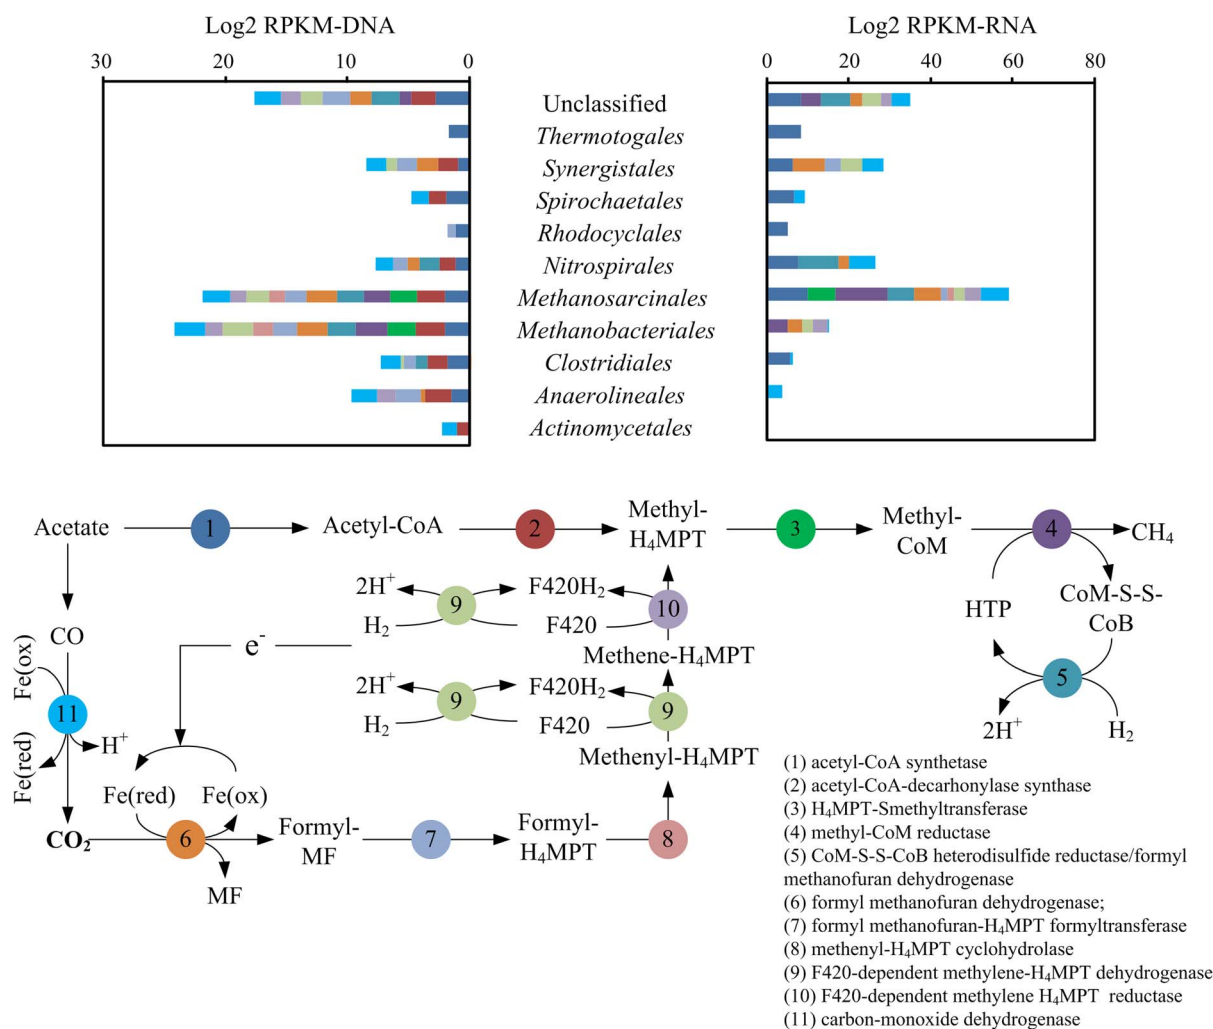 Log2 RPKM-DNA
Log2 RPKM-RNA
30 20 10 0
0 20 40 60 80
Unclassified
Thermotogales
Synergistales
Spirochaetales
Rhodocyclales
Nitrospirales
Methanosarcinales
Methanobacteriales
Clostridiales
Anaerolineales
Actinomycetales
Acetate
1
Acetyl-CoA
2
Methyl-
H₄MPT
3
Methyl-
CoM
4
CH₄
2H⁺
9
F420H₂
H₂
F420
10
HTP
CoM-S-S-
CoB
CO
e⁻
Methene-H₄MPT
Fe(ox)
2H⁺
9
F420H₂
H₂
F420
9
5
11
H⁺
Fe(red)
2H⁺
H₂
Methenyl-H₄MPT
Fe(red)
Fe(ox)
CO₂
6
MF
Formyl-
MF
7
Formyl-
H₄MPT
8
(1) acetyl-CoA synthetase
(2) acetyl-CoA-decarhonylase synthase
(3) H₄MPT-Smethyltransferase
(4) methyl-CoM reductase
(5) CoM-S-S-CoB heterodisulfide reductase/formyl
methanofuran dehydrogenase
(6) formyl methanofuran dehydrogenase;
(7) formyl methanofuran-H₄MPT formyltransferase
(8) methenyl-H₄MPT cyclohydrolase
(9) F420-dependent methylene-H₄MPT dehydrogenase
(10) F420-dependent methylene H₄MPT reductase
(11) carbon-monoxide dehydrogenase